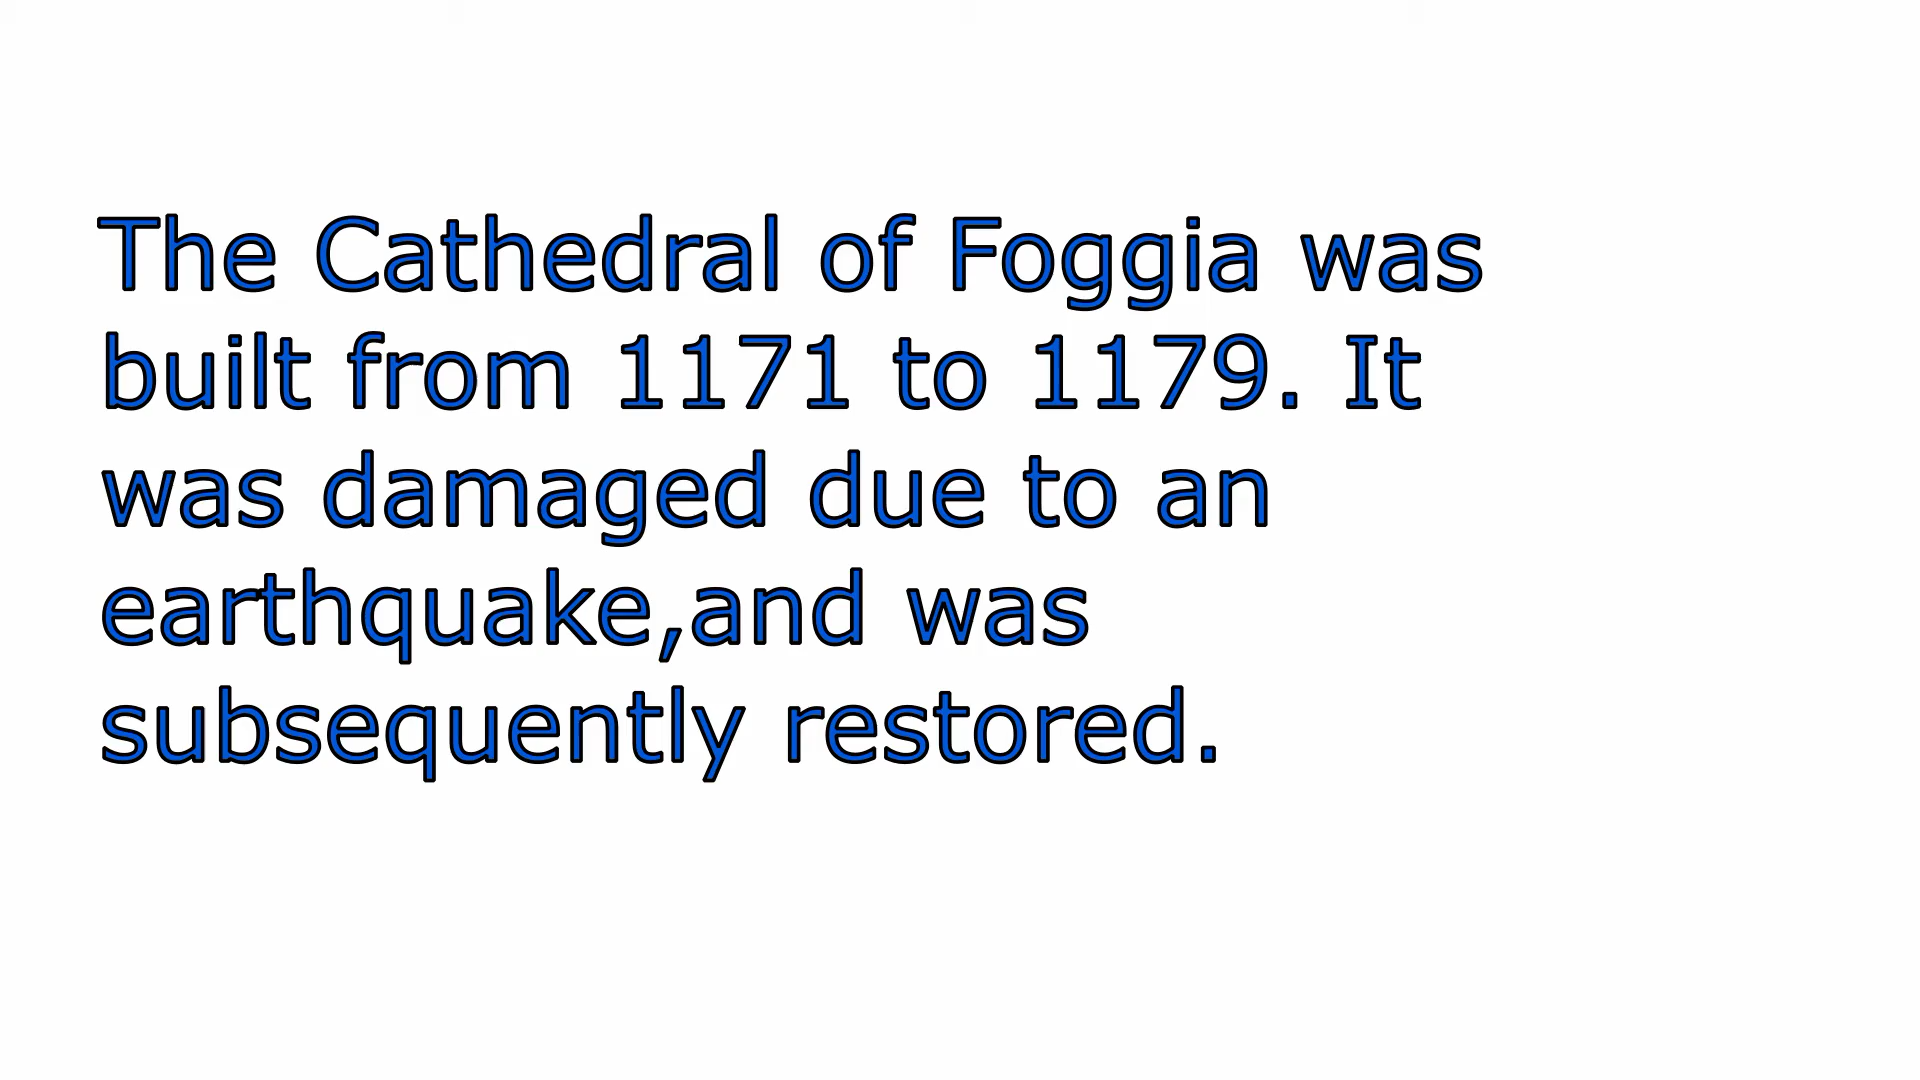 The Cathedral of Foggia was
built from 1171 to 1179. It
was damaged due to an
earthquake,and was
subsequently restored.